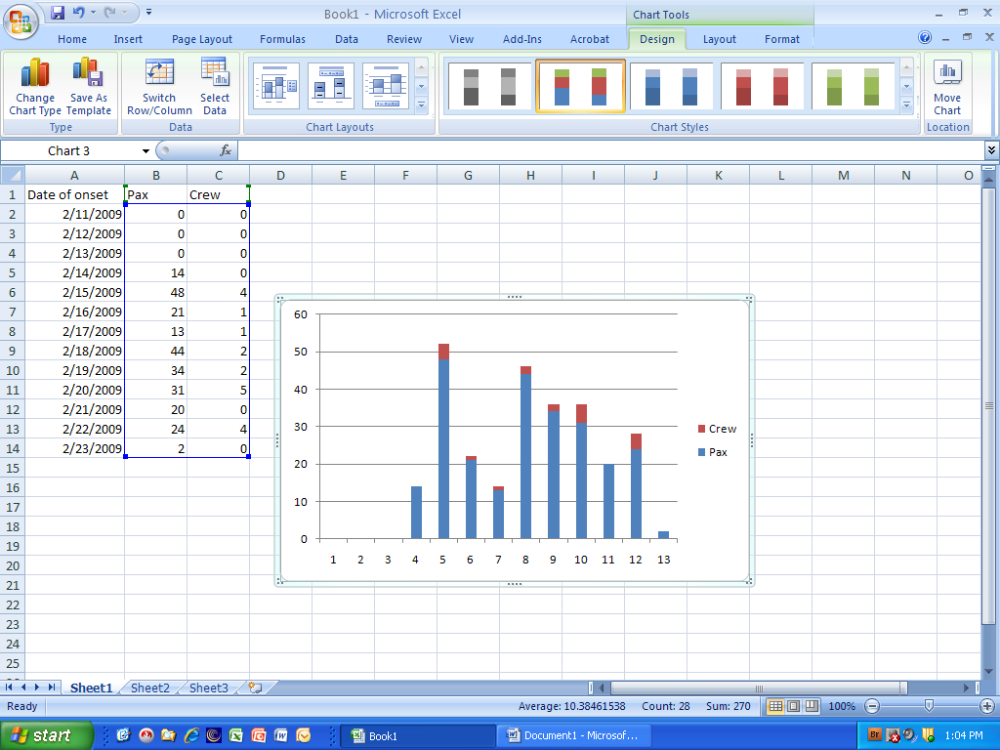 Book1 - Microsoft Excel
Chart Tools
Home Insert Page Layout Formulas Data Review View Add-Ins Acrobat Design Layout Format
Change Chart Type
Save As Template
Switch Row/Column
Select Data
Move Chart
Type Data Chart Layouts Chart Styles Location
Chart 3 fx
A B C D E F G H I J K L M N O
1 Date of onset Pax Crew
2 2/11/2009 0 0
3 2/12/2009 0 0
4 2/13/2009 0 0
5 2/14/2009 14 0
6 2/15/2009 48 4
7 2/16/2009 21 1
8 2/17/2009 13 1
9 2/18/2009 44 2
10 2/19/2009 34 2
11 2/20/2009 31 5
12 2/21/2009 20 0
13 2/22/2009 24 4
14 2/23/2009 2 0
15
16
17
18
19
20
21
22
23
24
25
60
50
40
30
20
10
0
1 2 3 4 5 6 7 8 9 10 11 12 13
Crew
Pax
Sheet1 Sheet2 Sheet3
Ready Average: 10.38461538 Count: 28 Sum: 270 100%
start Book1 Document1 - Microsof... Br 1:04 PM